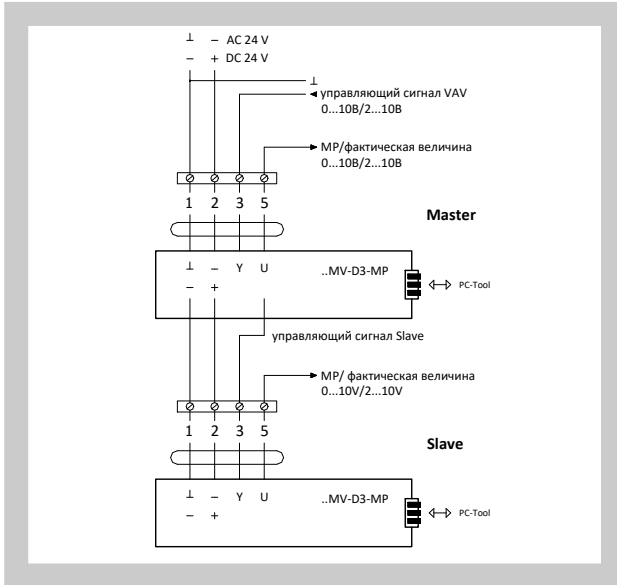 ⊥ – AC 24 V
– + DC 24 V
⊥
управляющий сигнал VAV
0...10В/2...10В
МР/фактическая величина
0...10В/2...10В
1 2 3 5
Master
⊥ – Y U ..MV-D3-MP
– +
PC-Tool
управляющий сигнал Slave
МР/ фактическая величина
0...10V/2...10V
1 2 3 5
Slave
⊥ – Y U ..MV-D3-MP
– +
PC-Tool